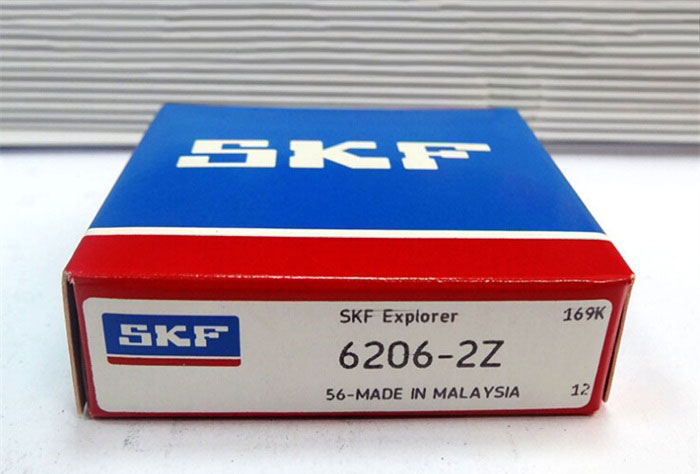 SKF
SKF Explorer 169K
SKF
6206-2Z
56-MADE IN MALAYSIA 12